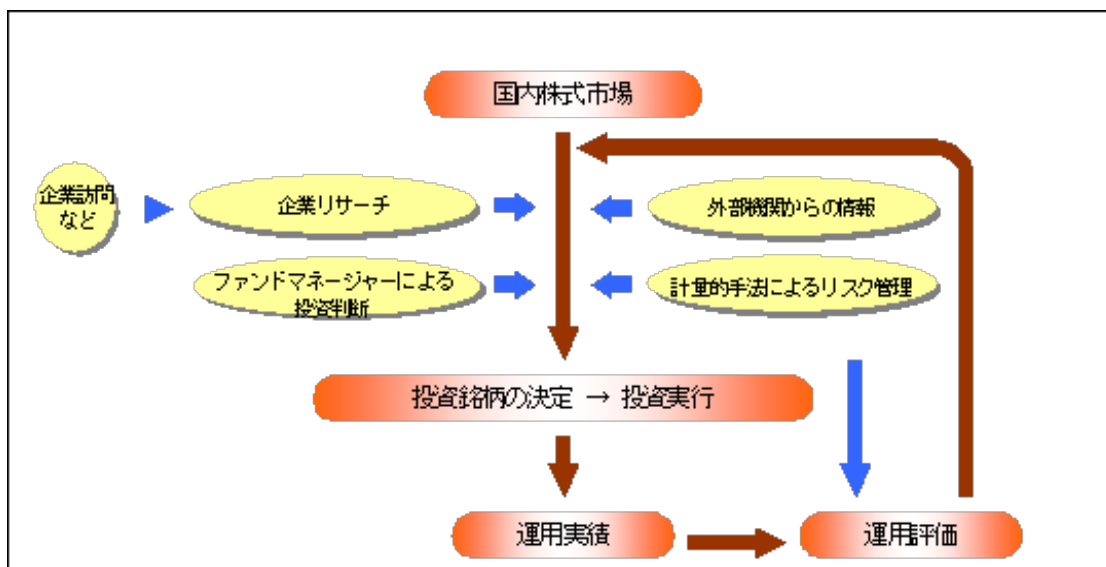 国内株式市場
企業訪問
など
企業リサーチ
外部機関からの情報
ファンドマネージャーによる
投資判断
計量的手法によるリスク管理
投資銘柄の決定 → 投資実行
運用実績
運用評価